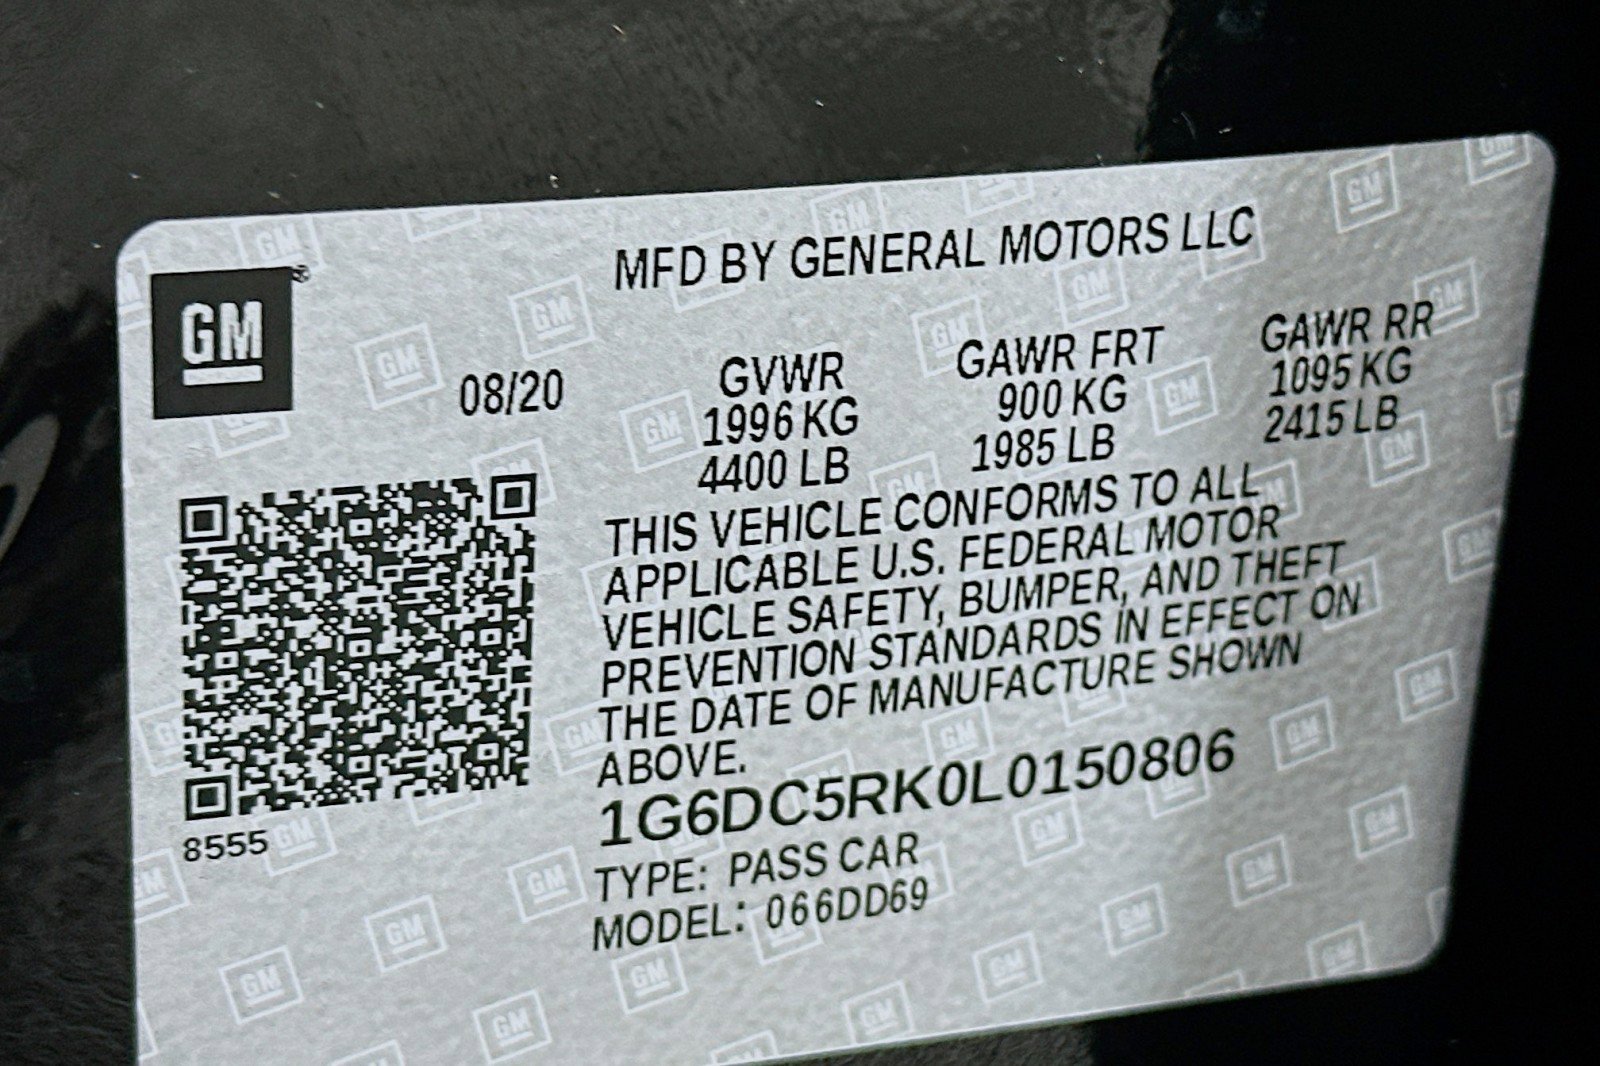 MFD BY GENERAL MOTORS LLC
GM
08/20
GVWR
1996 KG
4400 LB
GAWR FRT
900 KG
1985 LB
GAWR RR
1095 KG
2415 LB
THIS VEHICLE CONFORMS TO ALL
APPLICABLE U.S. FEDERAL MOTOR
VEHICLE SAFETY, BUMPER, AND THEFT
PREVENTION STANDARDS IN EFFECT ON
THE DATE OF MANUFACTURE SHOWN
ABOVE.
1G6DC5RK0L0150806
8555
TYPE: PASS CAR
MODEL: 066DD69